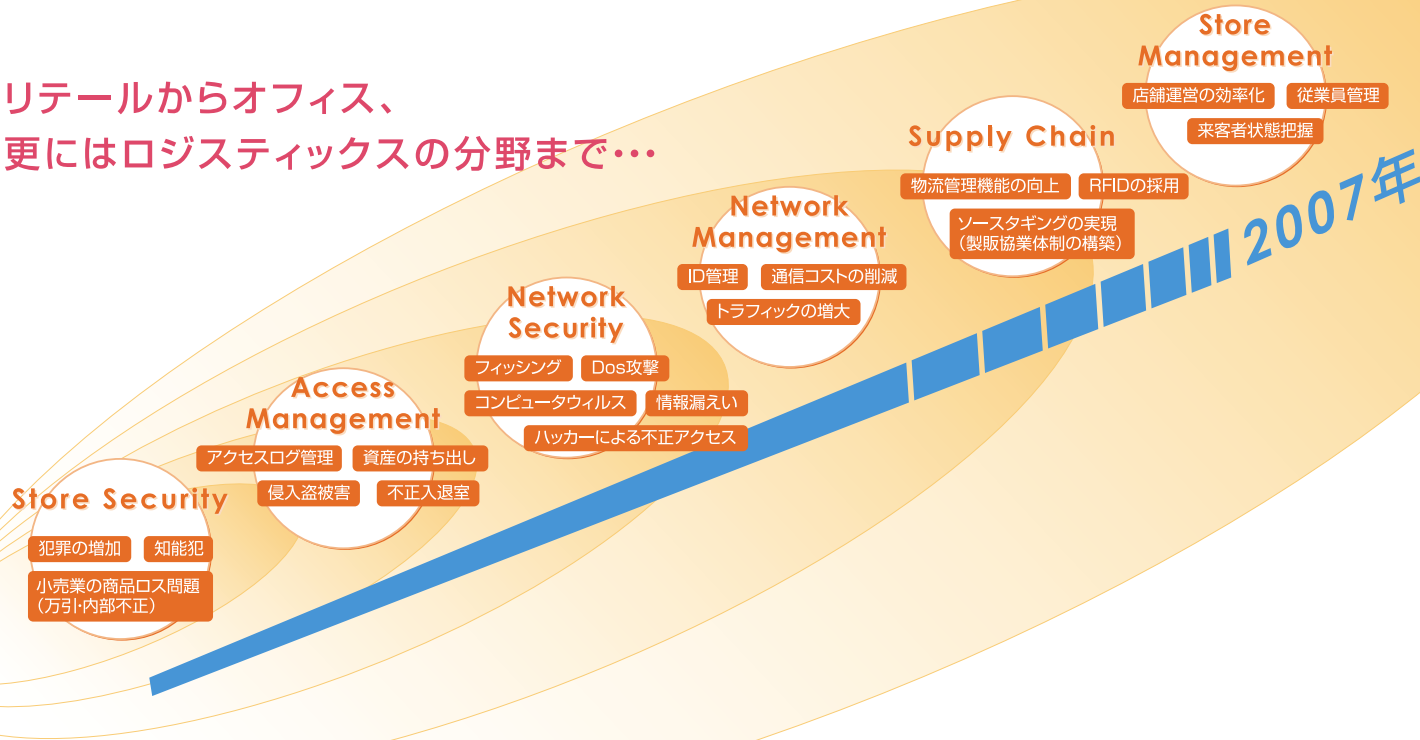 リテールからオフィス、
更にはロジスティックスの分野まで・・・
Store Security
犯罪の増加
知能犯
小売業の商品ロス問題
（万引・内部不正）
Access
Management
アクセスログ管理
資産の持ち出し
侵入盗被害
不正入退室
Network
Security
フィッシング
Dos攻撃
コンピュータウィルス
情報漏えい
ハッカーによる不正アクセス
Network
Management
ID管理
通信コストの削減
トラフィックの増大
Supply Chain
物流管理機能の向上
RFIDの採用
ソースタギングの実現
（製販協業体制の構築）
Store
Management
店舗運営の効率化
従業員管理
来客者状態把握
2007年